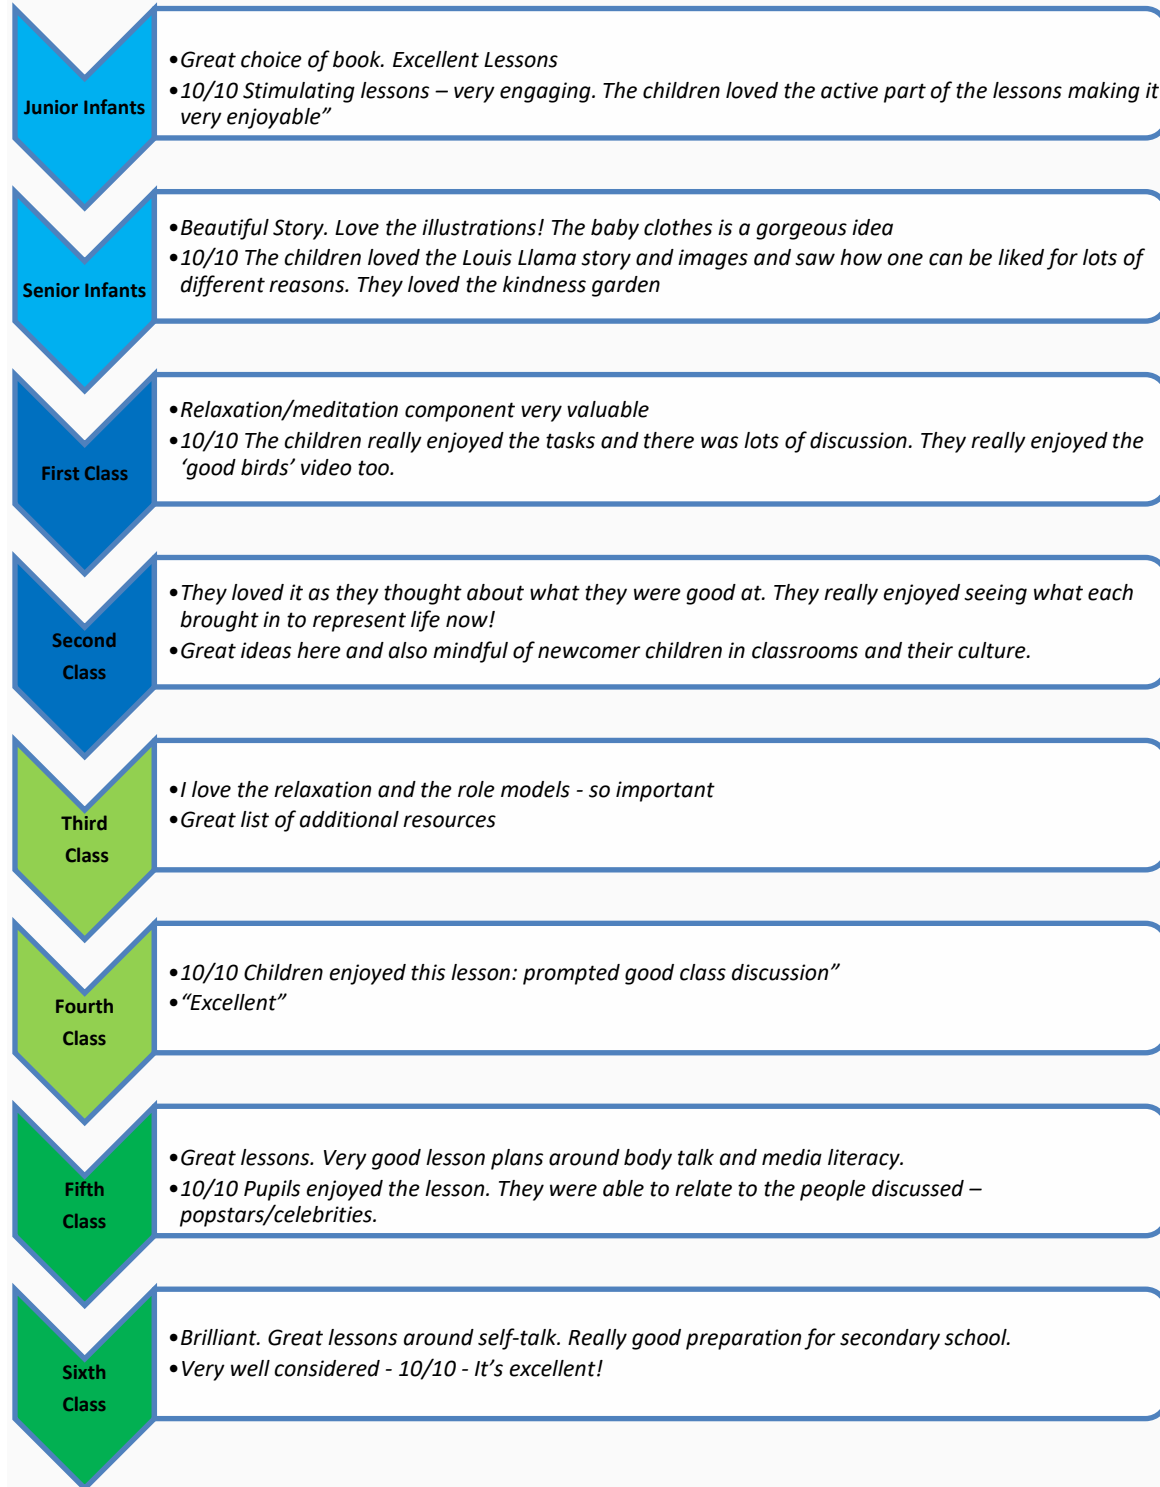 Junior Infants
•Great choice of book. Excellent Lessons
•10/10 Stimulating lessons – very engaging. The children loved the active part of the lessons making it
very enjoyable”
Senior Infants
•Beautiful Story. Love the illustrations! The baby clothes is a gorgeous idea
•10/10 The children loved the Louis Llama story and images and saw how one can be liked for lots of
different reasons. They loved the kindness garden
First Class
•Relaxation/meditation component very valuable
•10/10 The children really enjoyed the tasks and there was lots of discussion. They really enjoyed the
‘good birds’ video too.
Second
Class
•They loved it as they thought about what they were good at. They really enjoyed seeing what each
brought in to represent life now!
•Great ideas here and also mindful of newcomer children in classrooms and their culture.
Third
Class
•I love the relaxation and the role models - so important
•Great list of additional resources
Fourth
Class
•10/10 Children enjoyed this lesson: prompted good class discussion”
•“Excellent”
Fifth
Class
•Great lessons. Very good lesson plans around body talk and media literacy.
•10/10 Pupils enjoyed the lesson. They were able to relate to the people discussed –
popstars/celebrities.
Sixth
Class
•Brilliant. Great lessons around self-talk. Really good preparation for secondary school.
•Very well considered - 10/10 - It’s excellent!